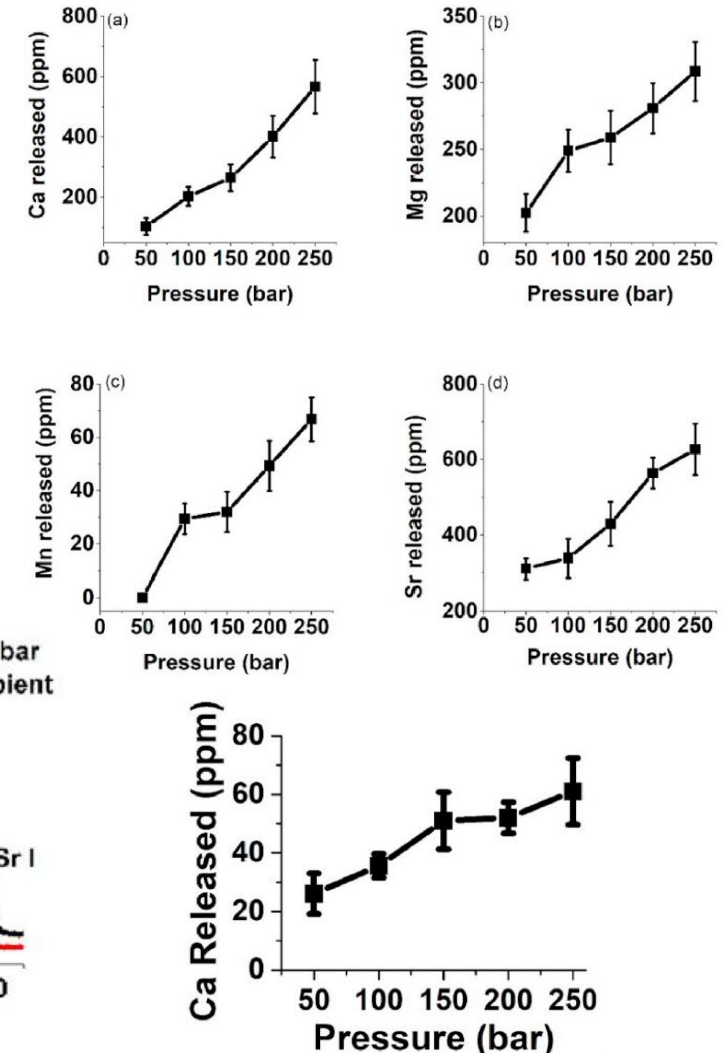 (a)
800
600
400
200
0 50 100 150 200 250
Pressure (bar)
Ca released (ppm)
(b)
350
300
250
200
0 50 100 150 200 250
Pressure (bar)
Mg released (ppm)
(c)
80
60
40
20
0
0 50 100 150 200 250
Pressure (bar)
Mn released (ppm)
(d)
800
600
400
200
0 50 100 150 200 250
Pressure (bar)
Sr released (ppm)
bar
pient
Sr I
0
80
60
40
20
0
50 100 150 200 250
Pressure (bar)
Ca Released (ppm)